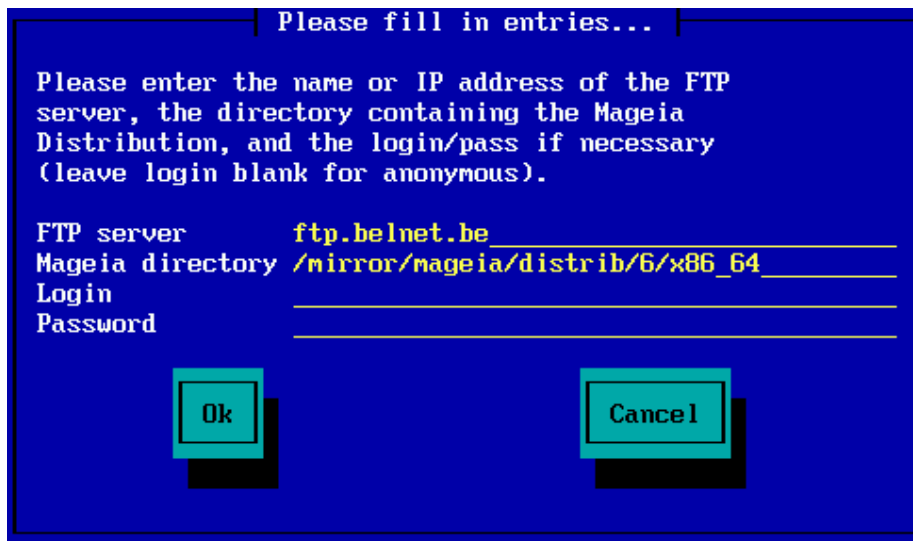 Please fill in entries...
Please enter the name or IP address of the FTP
server, the directory containing the Mageia
Distribution, and the login/pass if necessary
(leave login blank for anonymous).
FTP server ftp.belnet.be
Mageia directory /mirror/mageia/distrib/6/x86_64
Login
Password
Ok Cancel